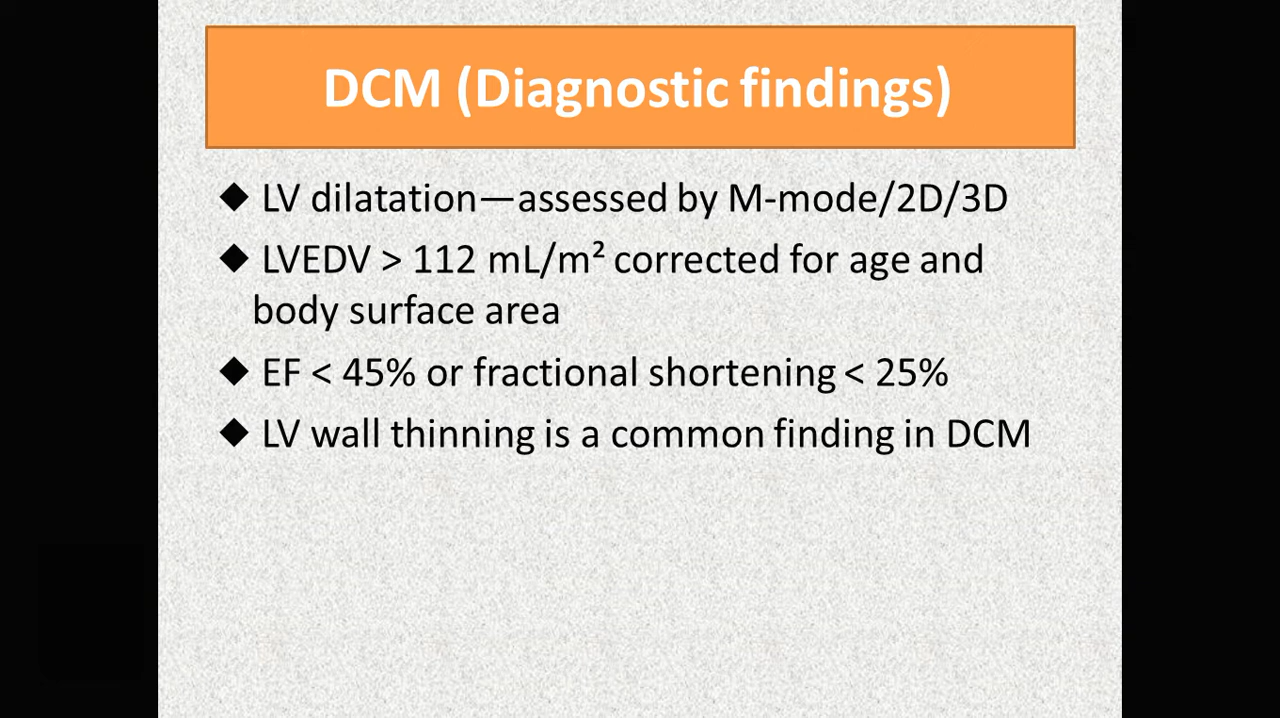 DCM (Diagnostic findings)
◆ LV dilatation—assessed by M-mode/2D/3D
◆ LVEDV > 112 mL/m² corrected for age and
body surface area
◆ EF < 45% or fractional shortening < 25%
◆ LV wall thinning is a common finding in DCM